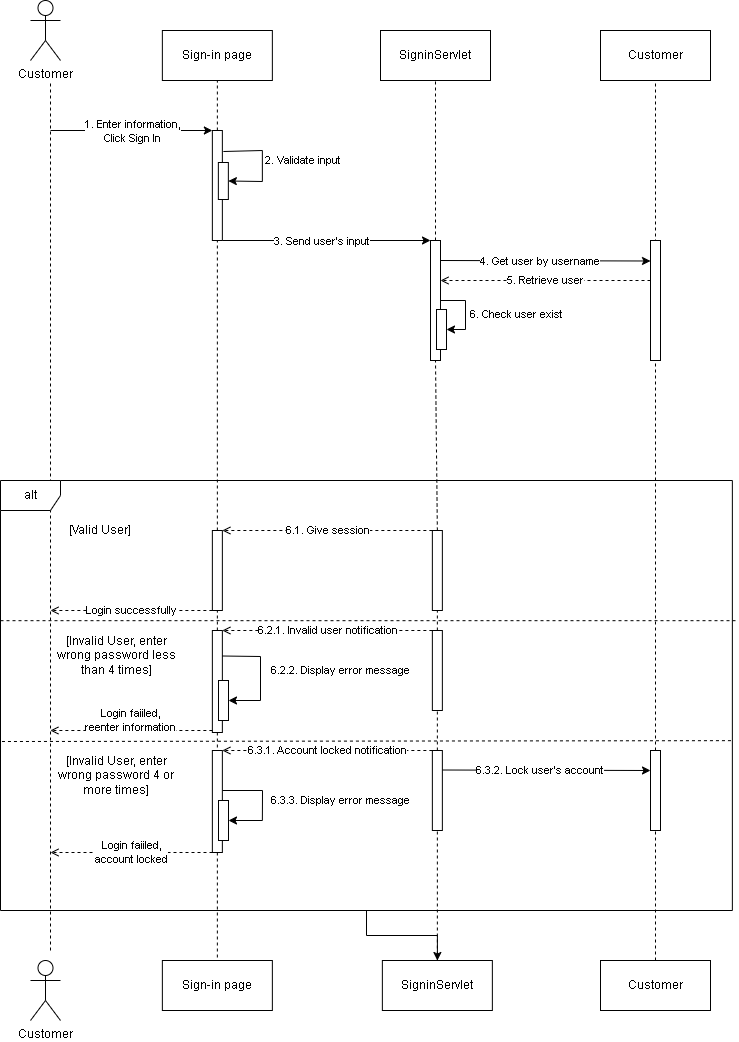 Customer
Sign-in page
SigninServlet
Customer
1. Enter information,
Click Sign In
2. Validate input
3. Send user's input
4. Get user by username
5. Retrieve user
6. Check user exist
alt
[Valid User]
6.1. Give session
Login successfully
[Invalid User, enter
wrong password less
than 4 times]
6.2.1. Invalid user notification
6.2.2. Display error message
Login faiiled,
reenter information
[Invalid User, enter
wrong password 4 or
more times]
6.3.1. Account locked notification
6.3.2. Lock user's account
6.3.3. Display error message
Login faiiled,
account locked
Customer
Sign-in page
SigninServlet
Customer